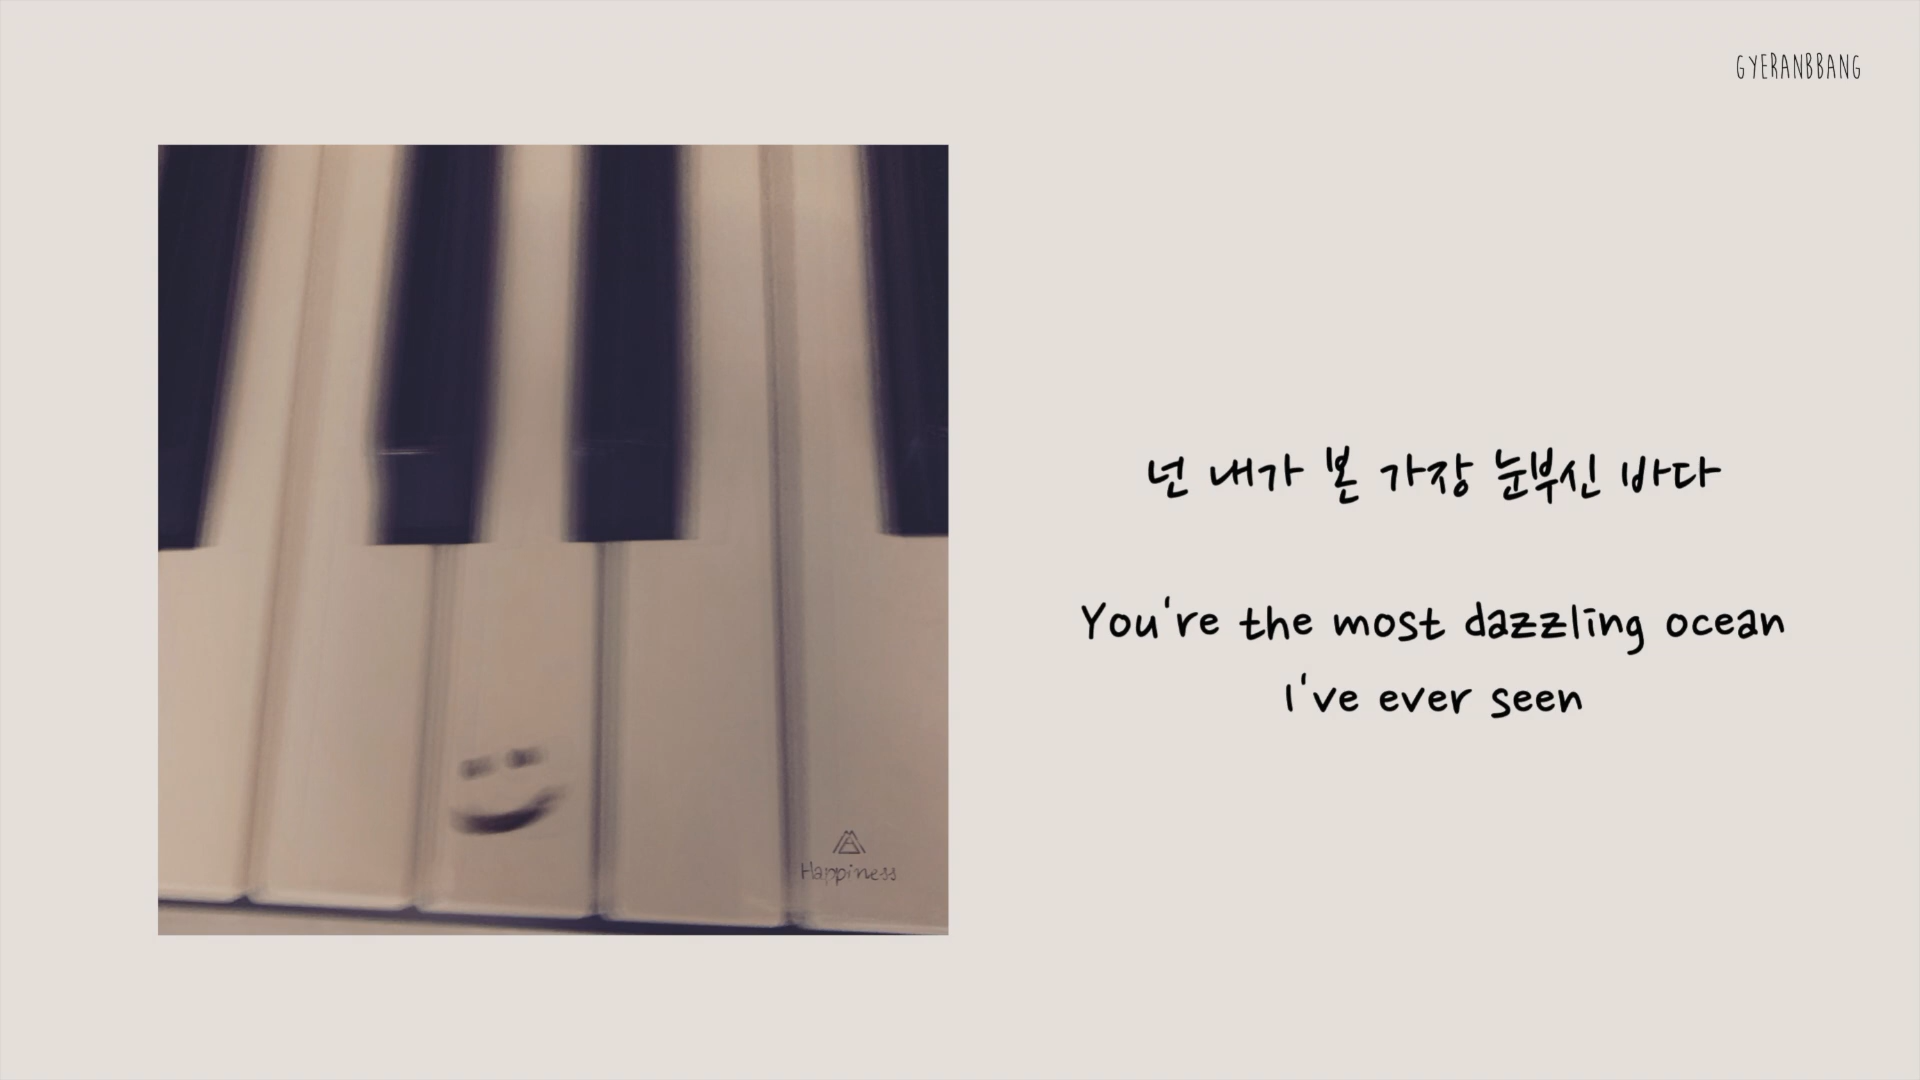 GYERANBBANG
넌 내가 본 가장 눈부신 바다
You're the most dazzling ocean
I've ever seen
Happiness